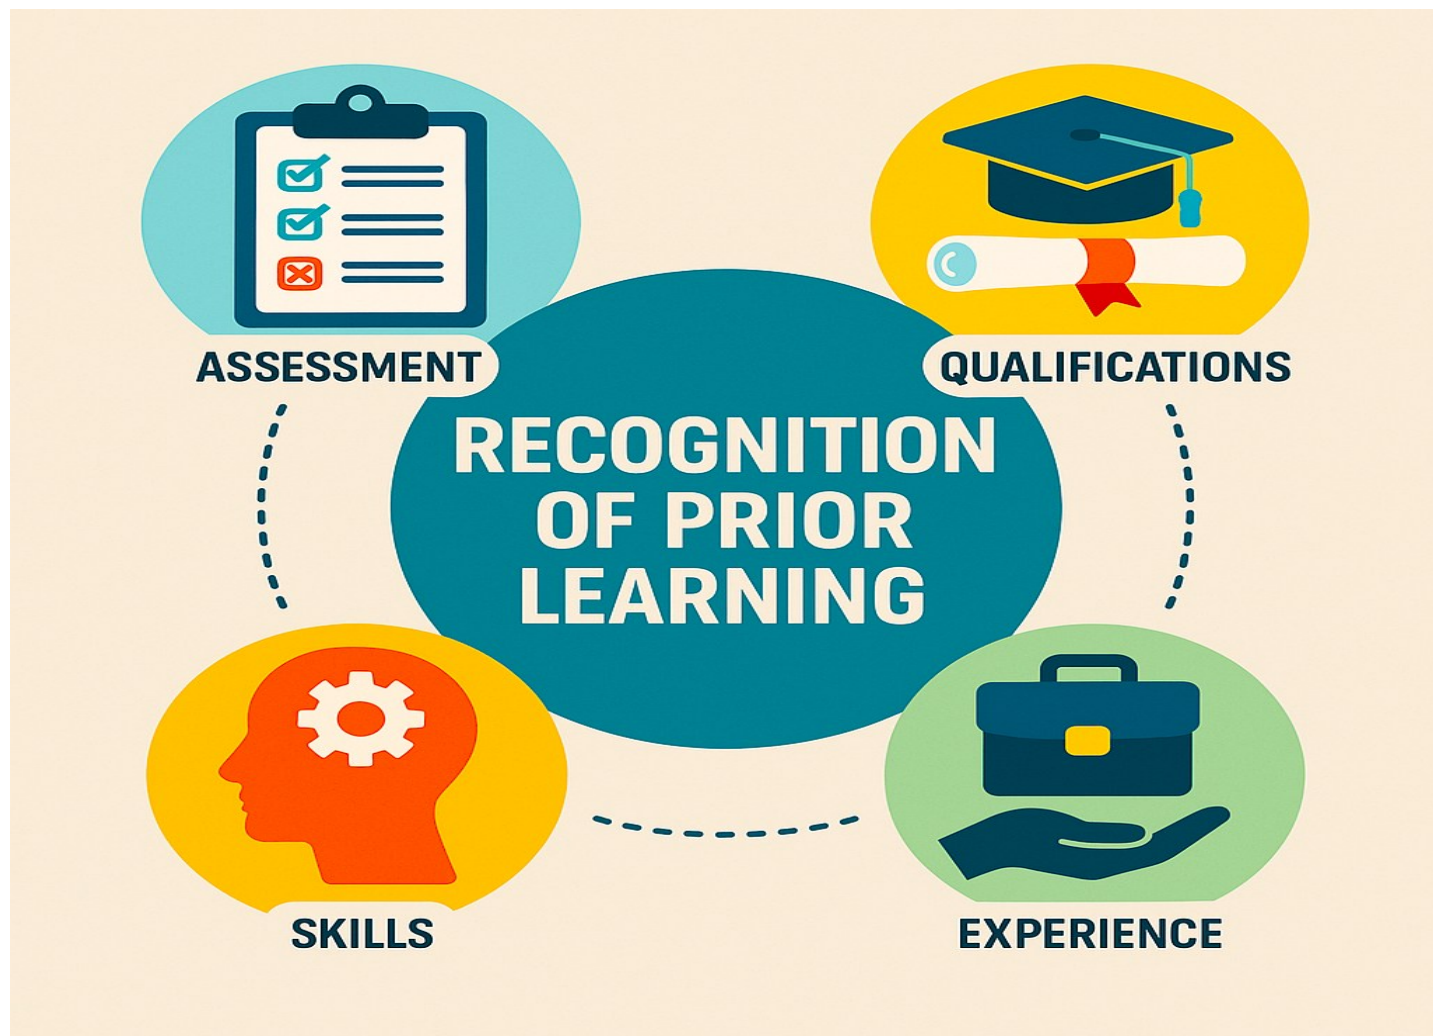 ASSESSMENT
QUALIFICATIONS
RECOGNITION
OF PRIOR
LEARNING
SKILLS
EXPERIENCE